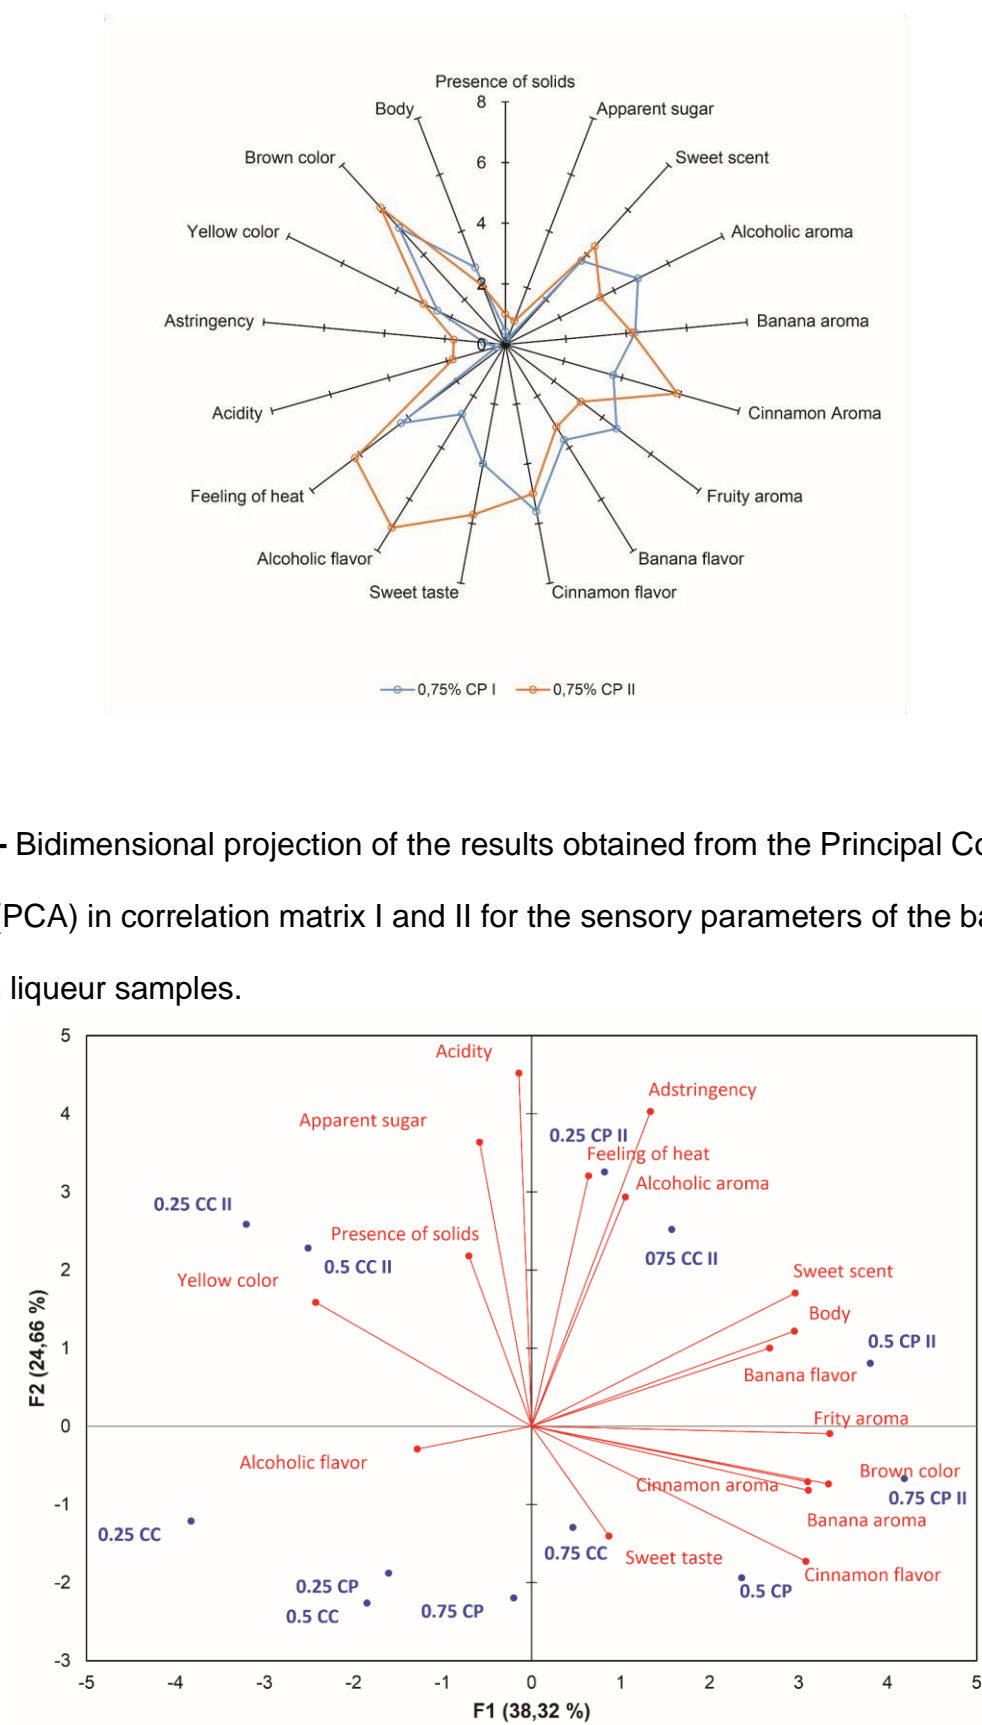 Presence of solids
8
Body
Apparent sugar
Brown color
6
Sweet scent
Yellow color
4
Alcoholic aroma
2
Astringency
Banana aroma
0
Acidity
Cinnamon Aroma
Feeling of heat
Fruity aroma
Alcoholic flavor
Banana flavor
Sweet taste
Cinnamon flavor
0,75% CP I
0,75% CP II
- Bidimensional projection of the results obtained from the Principal Co
(PCA) in correlation matrix I and II for the sensory parameters of the ba
liqueur samples.
5
Acidity
4
Adstringency
Apparent sugar
0.25 CP II
Feeling of heat
3
Alcoholic aroma
0.25 CC II
Presence of solids
075 CC II
0.5 CC II
2
Yellow color
Sweet scent
Body
0.5 CP II
1
Banana flavor
F2 (24,66 %)
0
Frity aroma
Alcoholic flavor
Brown color
Cinnamon aroma
0.75 CP II
-1
Banana aroma
0.25 CC
0.75 CC
Sweet taste
Cinnamon flavor
-2
0.25 CP
0.5 CP
0.5 CC
0.75 CP
-3
-5 -4 -3 -2 -1 0 1 2 3 4 5
F1 (38,32 %)